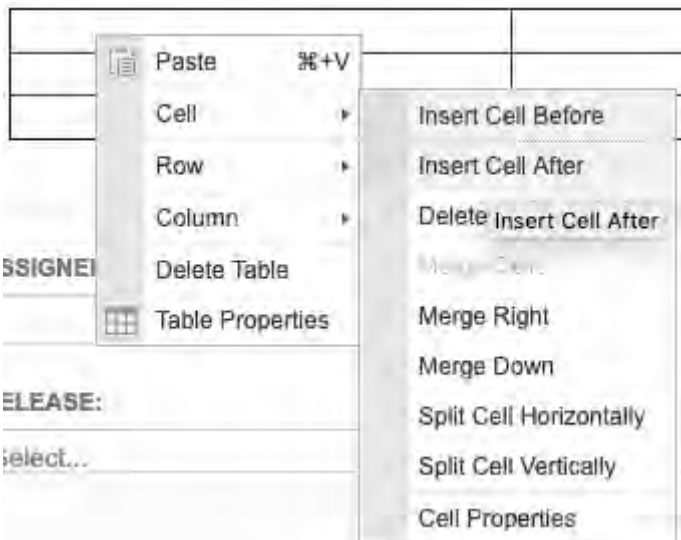 Paste ⌘+V
Cell
Row
Column
Delete Table
Table Properties
Insert Cell Before
Insert Cell After
Delete
Insert Cell After
Merge Right
Merge Down
Split Cell Horizontally
Split Cell Vertically
Cell Properties
SSIGNE
ELEASE:
Select...